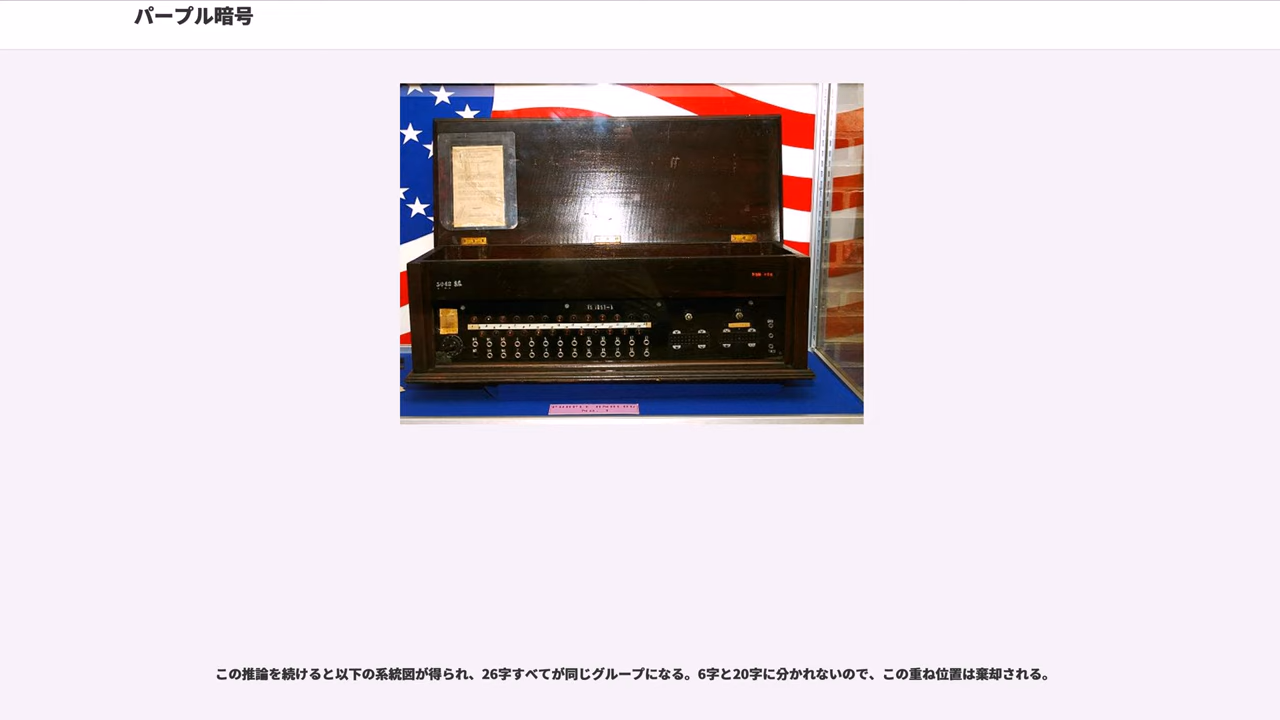 パープル暗号
この推論を続けると以下の系統図が得られ、26字すべてが同じグループになる。6字と20字に分かれないので、この重ね位置は棄却される。